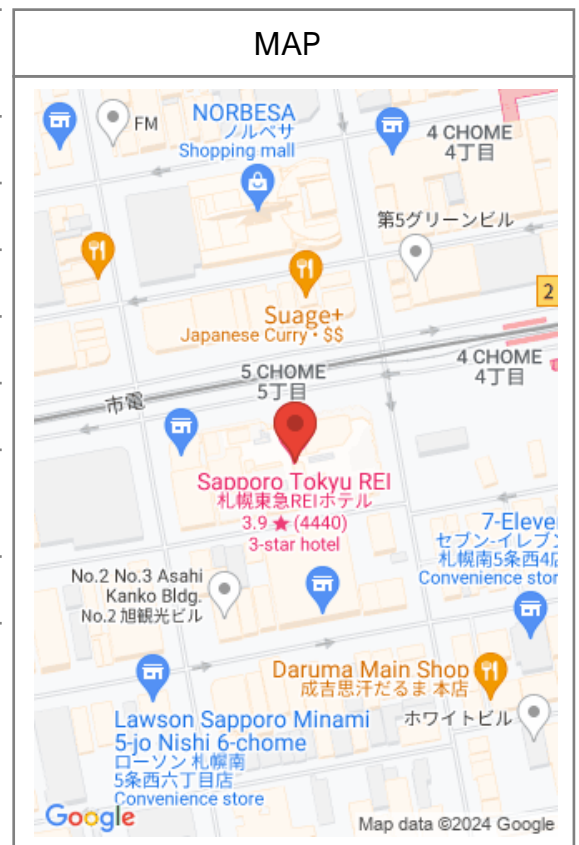 MAP
NORBESA
ノルベサ
Shopping mall
FM
4 CHOME
4丁目
第5グリーンビル
2
Suage+
Japanese Curry • $$
5 CHOME
5丁目
4 CHOME
4丁目
市電
Sapporo Tokyu REI
札幌東急REIホテル
3.9 ★ (4440)
3-star hotel
7-Eleve
セブン-イレブ
札幌南5条西4
Convenience stor
No.2 No.3 Asahi
Kanko Bldg.
No.2 旭観光ビル
Daruma Main Shop
成吉思汗だるま 本店
Lawson Sapporo Minami
5-jo Nishi 6-chome
ローソン 札幌南
5条西六丁目店
Convenience store
ホワイトビル
Google
Map data ©2024 Google